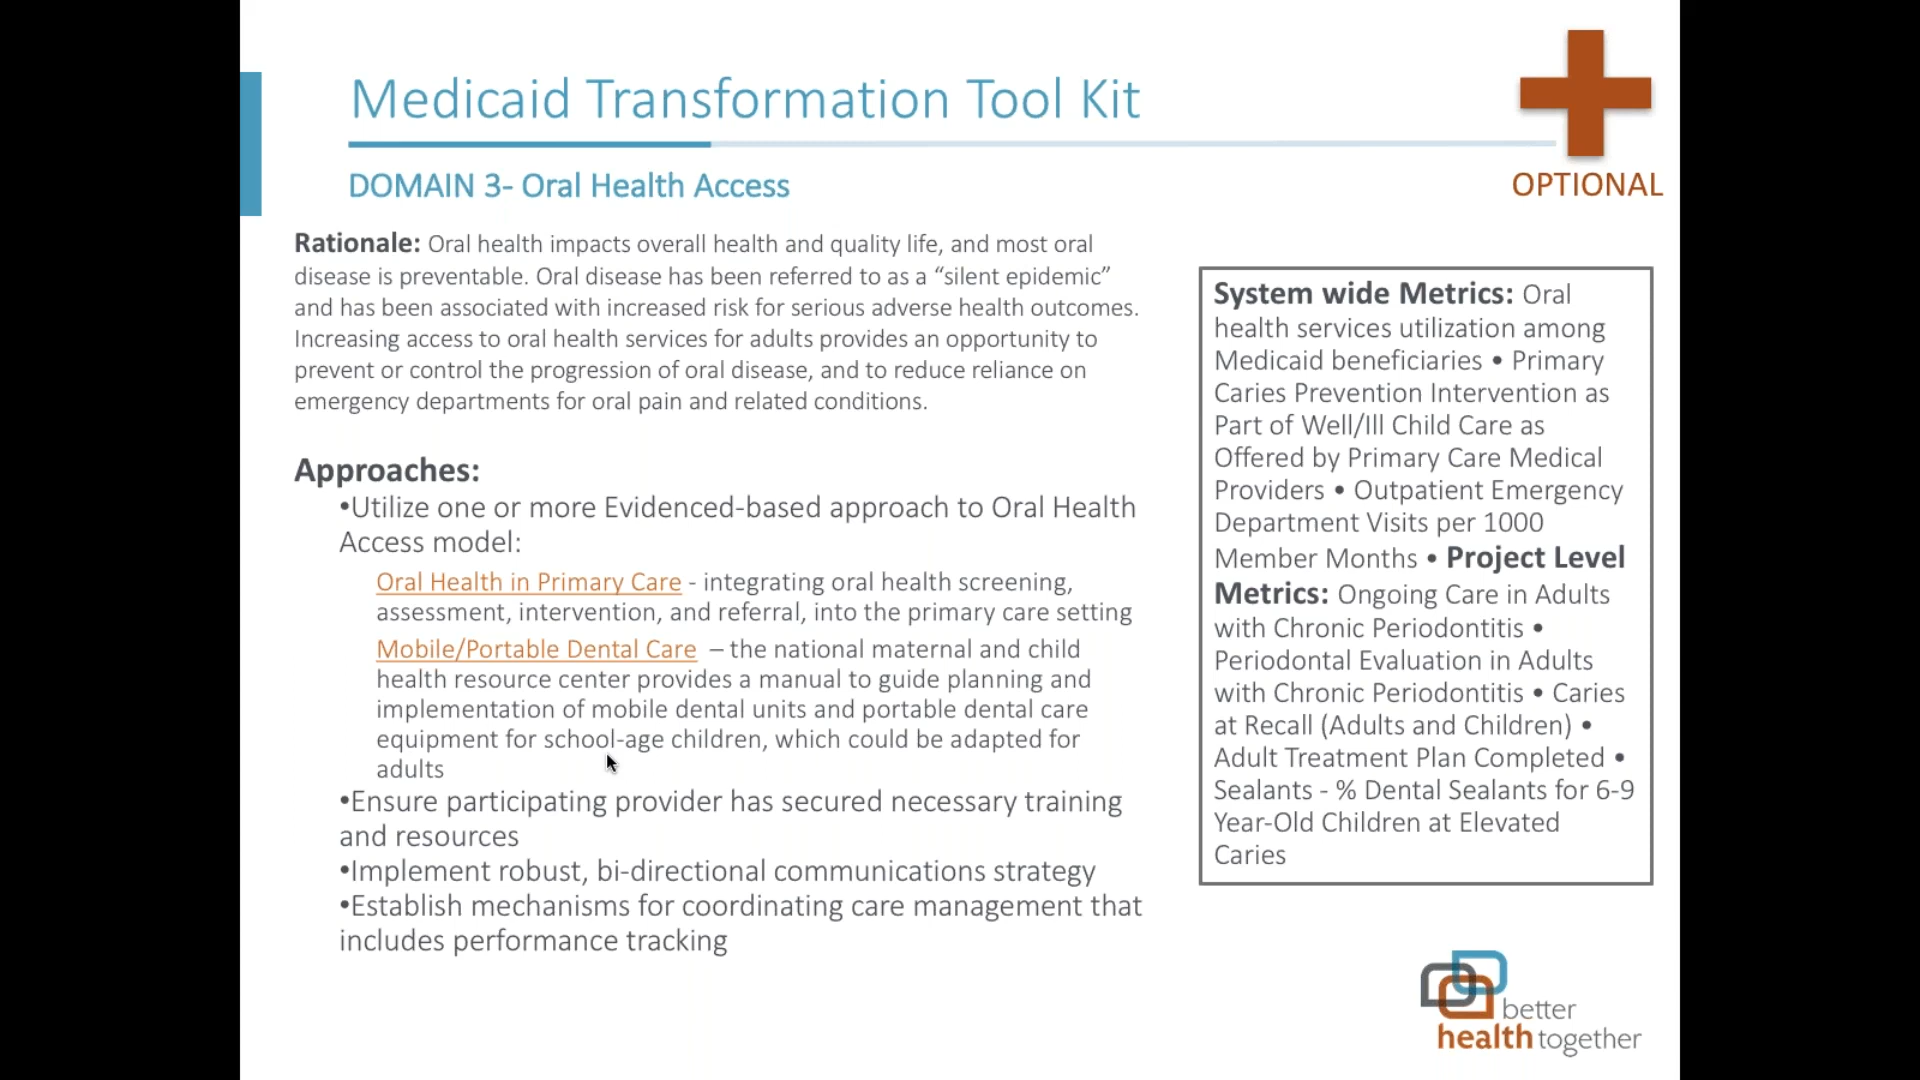 Medicaid Transformation Tool Kit
OPTIONAL
DOMAIN 3- Oral Health Access
Rationale: Oral health impacts overall health and quality life, and most oral
disease is preventable. Oral disease has been referred to as a “silent epidemic”
and has been associated with increased risk for serious adverse health outcomes.
Increasing access to oral health services for adults provides an opportunity to
prevent or control the progression of oral disease, and to reduce reliance on
emergency departments for oral pain and related conditions.
Approaches:
•Utilize one or more Evidenced-based approach to Oral Health
Access model:
Oral Health in Primary Care - integrating oral health screening,
assessment, intervention, and referral, into the primary care setting
Mobile/Portable Dental Care – the national maternal and child
health resource center provides a manual to guide planning and
implementation of mobile dental units and portable dental care
equipment for school-age children, which could be adapted for
adults
•Ensure participating provider has secured necessary training
and resources
•Implement robust, bi-directional communications strategy
•Establish mechanisms for coordinating care management that
includes performance tracking
System wide Metrics: Oral
health services utilization among
Medicaid beneficiaries • Primary
Caries Prevention Intervention as
Part of Well/Ill Child Care as
Offered by Primary Care Medical
Providers • Outpatient Emergency
Department Visits per 1000
Member Months • Project Level
Metrics: Ongoing Care in Adults
with Chronic Periodontitis •
Periodontal Evaluation in Adults
with Chronic Periodontitis • Caries
at Recall (Adults and Children) •
Adult Treatment Plan Completed •
Sealants - % Dental Sealants for 6-9
Year-Old Children at Elevated
Caries
better
health together